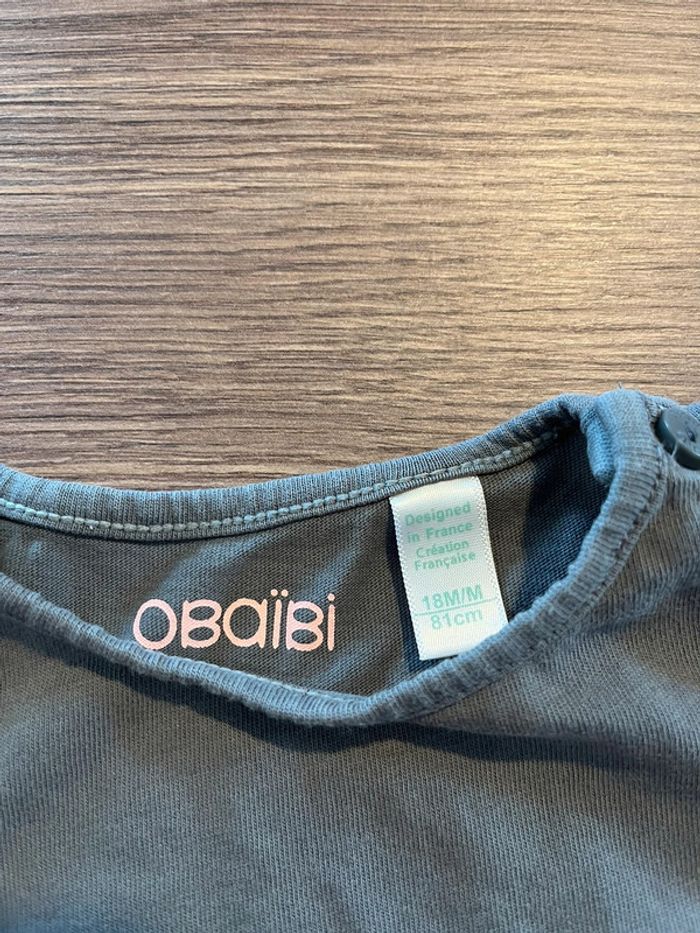 OBaïBi
Designed
in France
Création
Française
18M/M
81cm